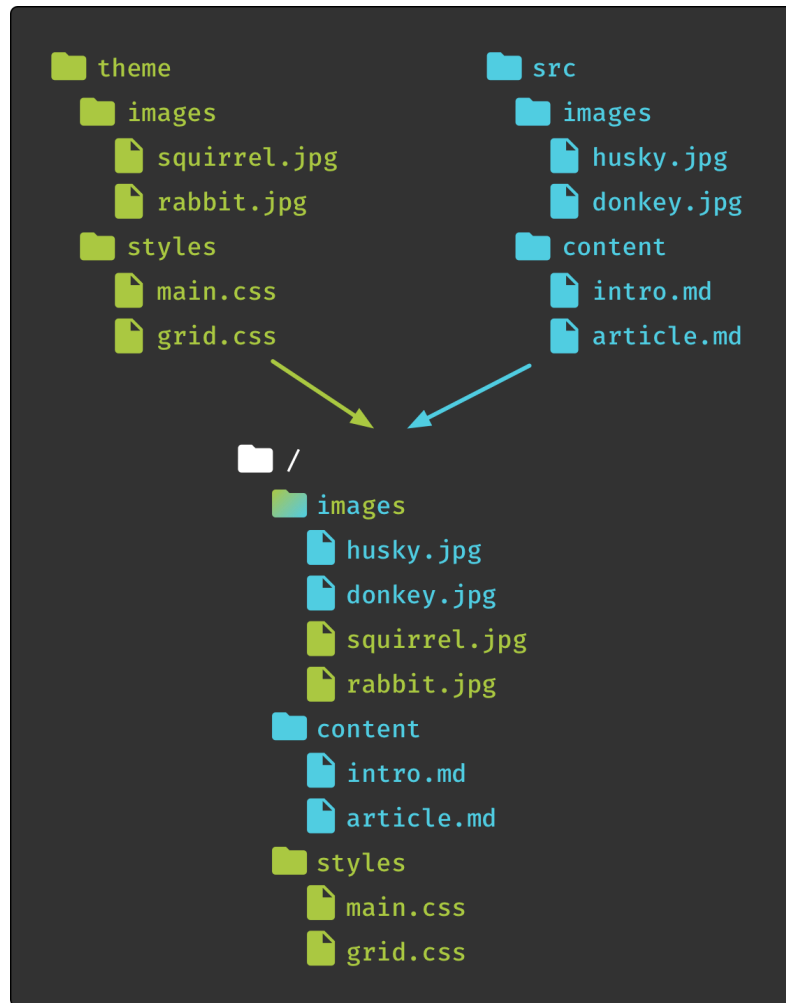 theme
images
squirrel.jpg
rabbit.jpg
styles
main.css
grid.css
src
images
husky.jpg
donkey.jpg
content
intro.md
article.md
/
images
husky.jpg
donkey.jpg
squirrel.jpg
rabbit.jpg
content
intro.md
article.md
styles
main.css
grid.css